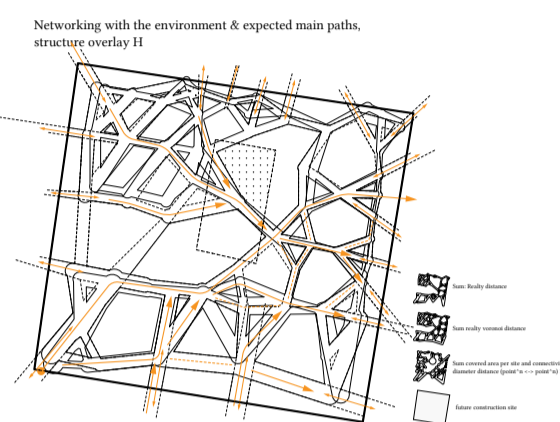 Networking with the environment & expected main paths,
structure overlay H
Sum: Realty distance
Sum realty voronoi distance
Sum covered area per site and connectivi
diameter distance (point*n <--> point*n)
future construction site